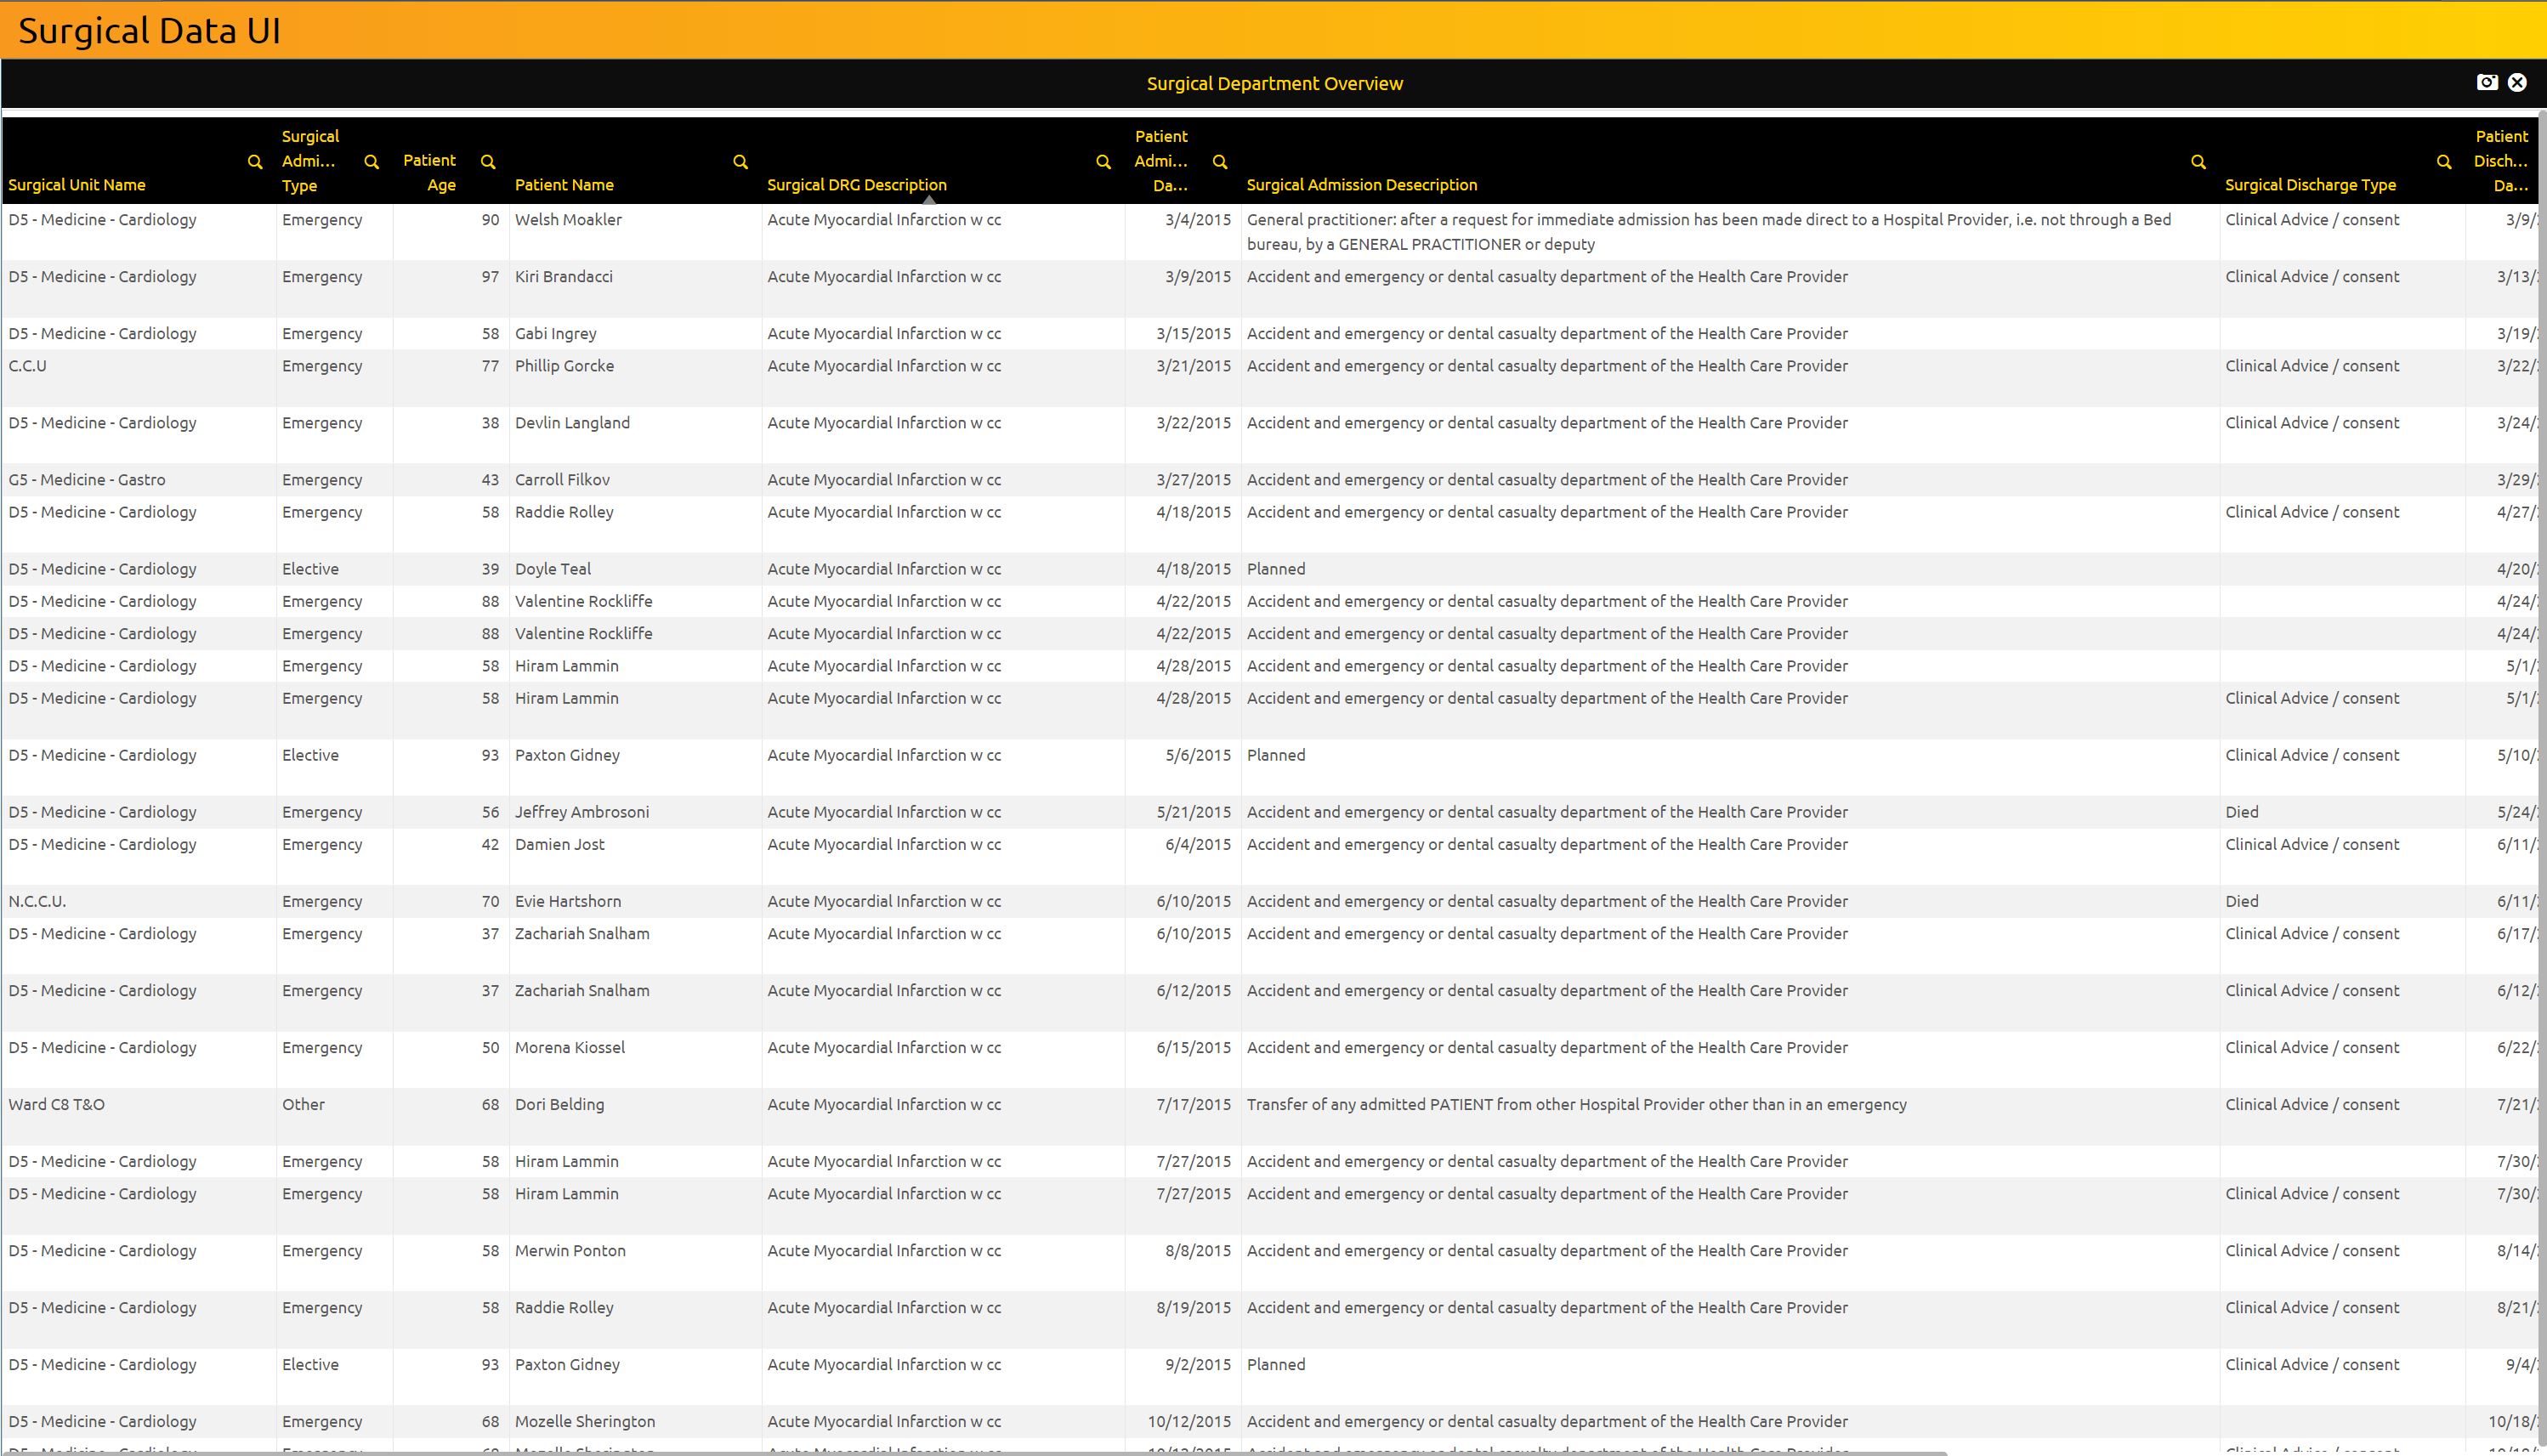 Surgical Data UI
Surgical Department Overview
Surgical Unit Name Surgical Admi... Type Patient Age Patient Name Surgical DRG Description Patient Admi... Da... Surgical Admission Desecription Surgical Discharge Type Patient Disch... Da...
D5 - Medicine - Cardiology Emergency 90 Welsh Moakler Acute Myocardial Infarction w cc 3/4/2015 General practitioner: after a request for immediate admission has been made direct to a Hospital Provider, i.e. not through a Bed Clinical Advice / consent 3/9/
bureau, by a GENERAL PRACTITIONER or deputy
D5 - Medicine - Cardiology Emergency 97 Kiri Brandacci Acute Myocardial Infarction w cc 3/9/2015 Accident and emergency or dental casualty department of the Health Care Provider Clinical Advice / consent 3/13/
D5 - Medicine - Cardiology Emergency 58 Gabi Ingrey Acute Myocardial Infarction w cc 3/15/2015 Accident and emergency or dental casualty department of the Health Care Provider 3/19/
C.C.U Emergency 77 Phillip Gorcke Acute Myocardial Infarction w cc 3/21/2015 Accident and emergency or dental casualty department of the Health Care Provider Clinical Advice / consent 3/22/
D5 - Medicine - Cardiology Emergency 38 Devlin Langland Acute Myocardial Infarction w cc 3/22/2015 Accident and emergency or dental casualty department of the Health Care Provider Clinical Advice / consent 3/24/
G5 - Medicine - Gastro Emergency 43 Carroll Filkov Acute Myocardial Infarction w cc 3/27/2015 Accident and emergency or dental casualty department of the Health Care Provider 3/29/
D5 - Medicine - Cardiology Emergency 58 Raddie Rolley Acute Myocardial Infarction w cc 4/18/2015 Accident and emergency or dental casualty department of the Health Care Provider Clinical Advice / consent 4/27/
D5 - Medicine - Cardiology Elective 39 Doyle Teal Acute Myocardial Infarction w cc 4/18/2015 Planned 4/20/
D5 - Medicine - Cardiology Emergency 88 Valentine Rockliffe Acute Myocardial Infarction w cc 4/22/2015 Accident and emergency or dental casualty department of the Health Care Provider 4/24/
D5 - Medicine - Cardiology Emergency 88 Valentine Rockliffe Acute Myocardial Infarction w cc 4/22/2015 Accident and emergency or dental casualty department of the Health Care Provider 4/24/
D5 - Medicine - Cardiology Emergency 58 Hiram Lammin Acute Myocardial Infarction w cc 4/28/2015 Accident and emergency or dental casualty department of the Health Care Provider 5/1/
D5 - Medicine - Cardiology Emergency 58 Hiram Lammin Acute Myocardial Infarction w cc 4/28/2015 Accident and emergency or dental casualty department of the Health Care Provider Clinical Advice / consent 5/1/
D5 - Medicine - Cardiology Elective 93 Paxton Gidney Acute Myocardial Infarction w cc 5/6/2015 Planned Clinical Advice / consent 5/10/
D5 - Medicine - Cardiology Emergency 56 Jeffrey Ambrosoni Acute Myocardial Infarction w cc 5/21/2015 Accident and emergency or dental casualty department of the Health Care Provider Died 5/24/
D5 - Medicine - Cardiology Emergency 42 Damien Jost Acute Myocardial Infarction w cc 6/4/2015 Accident and emergency or dental casualty department of the Health Care Provider Clinical Advice / consent 6/11/
N.C.C.U. Emergency 70 Evie Hartshorn Acute Myocardial Infarction w cc 6/10/2015 Accident and emergency or dental casualty department of the Health Care Provider Died 6/11/
D5 - Medicine - Cardiology Emergency 37 Zachariah Snalham Acute Myocardial Infarction w cc 6/10/2015 Accident and emergency or dental casualty department of the Health Care Provider Clinical Advice / consent 6/17/
D5 - Medicine - Cardiology Emergency 37 Zachariah Snalham Acute Myocardial Infarction w cc 6/12/2015 Accident and emergency or dental casualty department of the Health Care Provider Clinical Advice / consent 6/12/
D5 - Medicine - Cardiology Emergency 50 Morena Kiossel Acute Myocardial Infarction w cc 6/15/2015 Accident and emergency or dental casualty department of the Health Care Provider Clinical Advice / consent 6/22/
Ward C8 T&O Other 68 Dori Belding Acute Myocardial Infarction w cc 7/17/2015 Transfer of any admitted PATIENT from other Hospital Provider other than in an emergency Clinical Advice / consent 7/21/
D5 - Medicine - Cardiology Emergency 58 Hiram Lammin Acute Myocardial Infarction w cc 7/27/2015 Accident and emergency or dental casualty department of the Health Care Provider 7/30/
D5 - Medicine - Cardiology Emergency 58 Hiram Lammin Acute Myocardial Infarction w cc 7/27/2015 Accident and emergency or dental casualty department of the Health Care Provider Clinical Advice / consent 7/30/
D5 - Medicine - Cardiology Emergency 58 Merwin Ponton Acute Myocardial Infarction w cc 8/8/2015 Accident and emergency or dental casualty department of the Health Care Provider Clinical Advice / consent 8/14/
D5 - Medicine - Cardiology Emergency 58 Raddie Rolley Acute Myocardial Infarction w cc 8/19/2015 Accident and emergency or dental casualty department of the Health Care Provider Clinical Advice / consent 8/21/
D5 - Medicine - Cardiology Elective 93 Paxton Gidney Acute Myocardial Infarction w cc 9/2/2015 Planned Clinical Advice / consent 9/4/
D5 - Medicine - Cardiology Emergency 68 Mozelle Sherington Acute Myocardial Infarction w cc 10/12/2015 Accident and emergency or dental casualty department of the Health Care Provider 10/18/